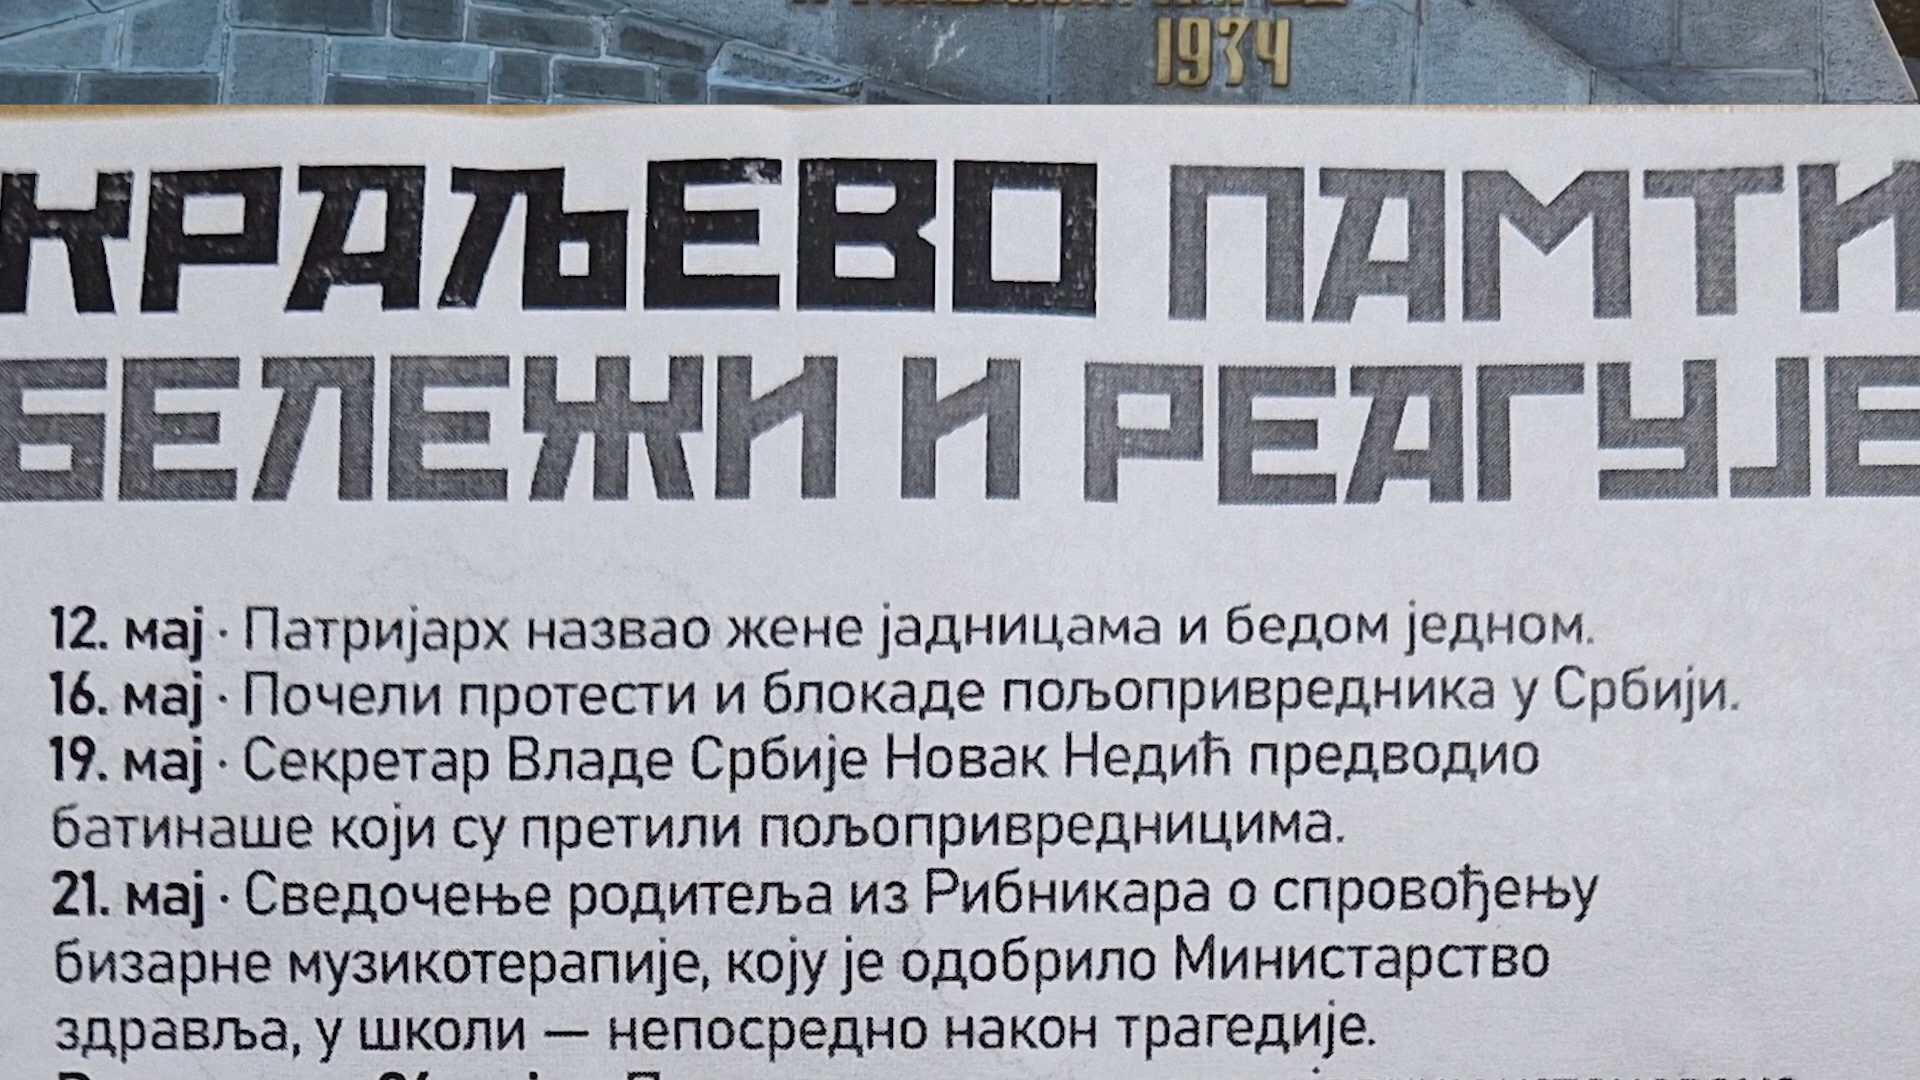 1934
КРАЉЕВО ПАМТИ
БЕЛЕЖИ И РЕАГУЈЕ
12. мај · Патријарх назвао жене јадницама и бедом једном.
16. мај · Почели протести и блокаде пољопривредника у Србији.
19. мај · Секретар Владе Србије Новак Недић предводио
батинаше који су претили пољопривредницима.
21. мај · Сведочење родитеља из Рибникара о спровођењу
бизарне музикотерапије, коју је одобрило Министарство
здравља, у школи — непосредно након трагедије.